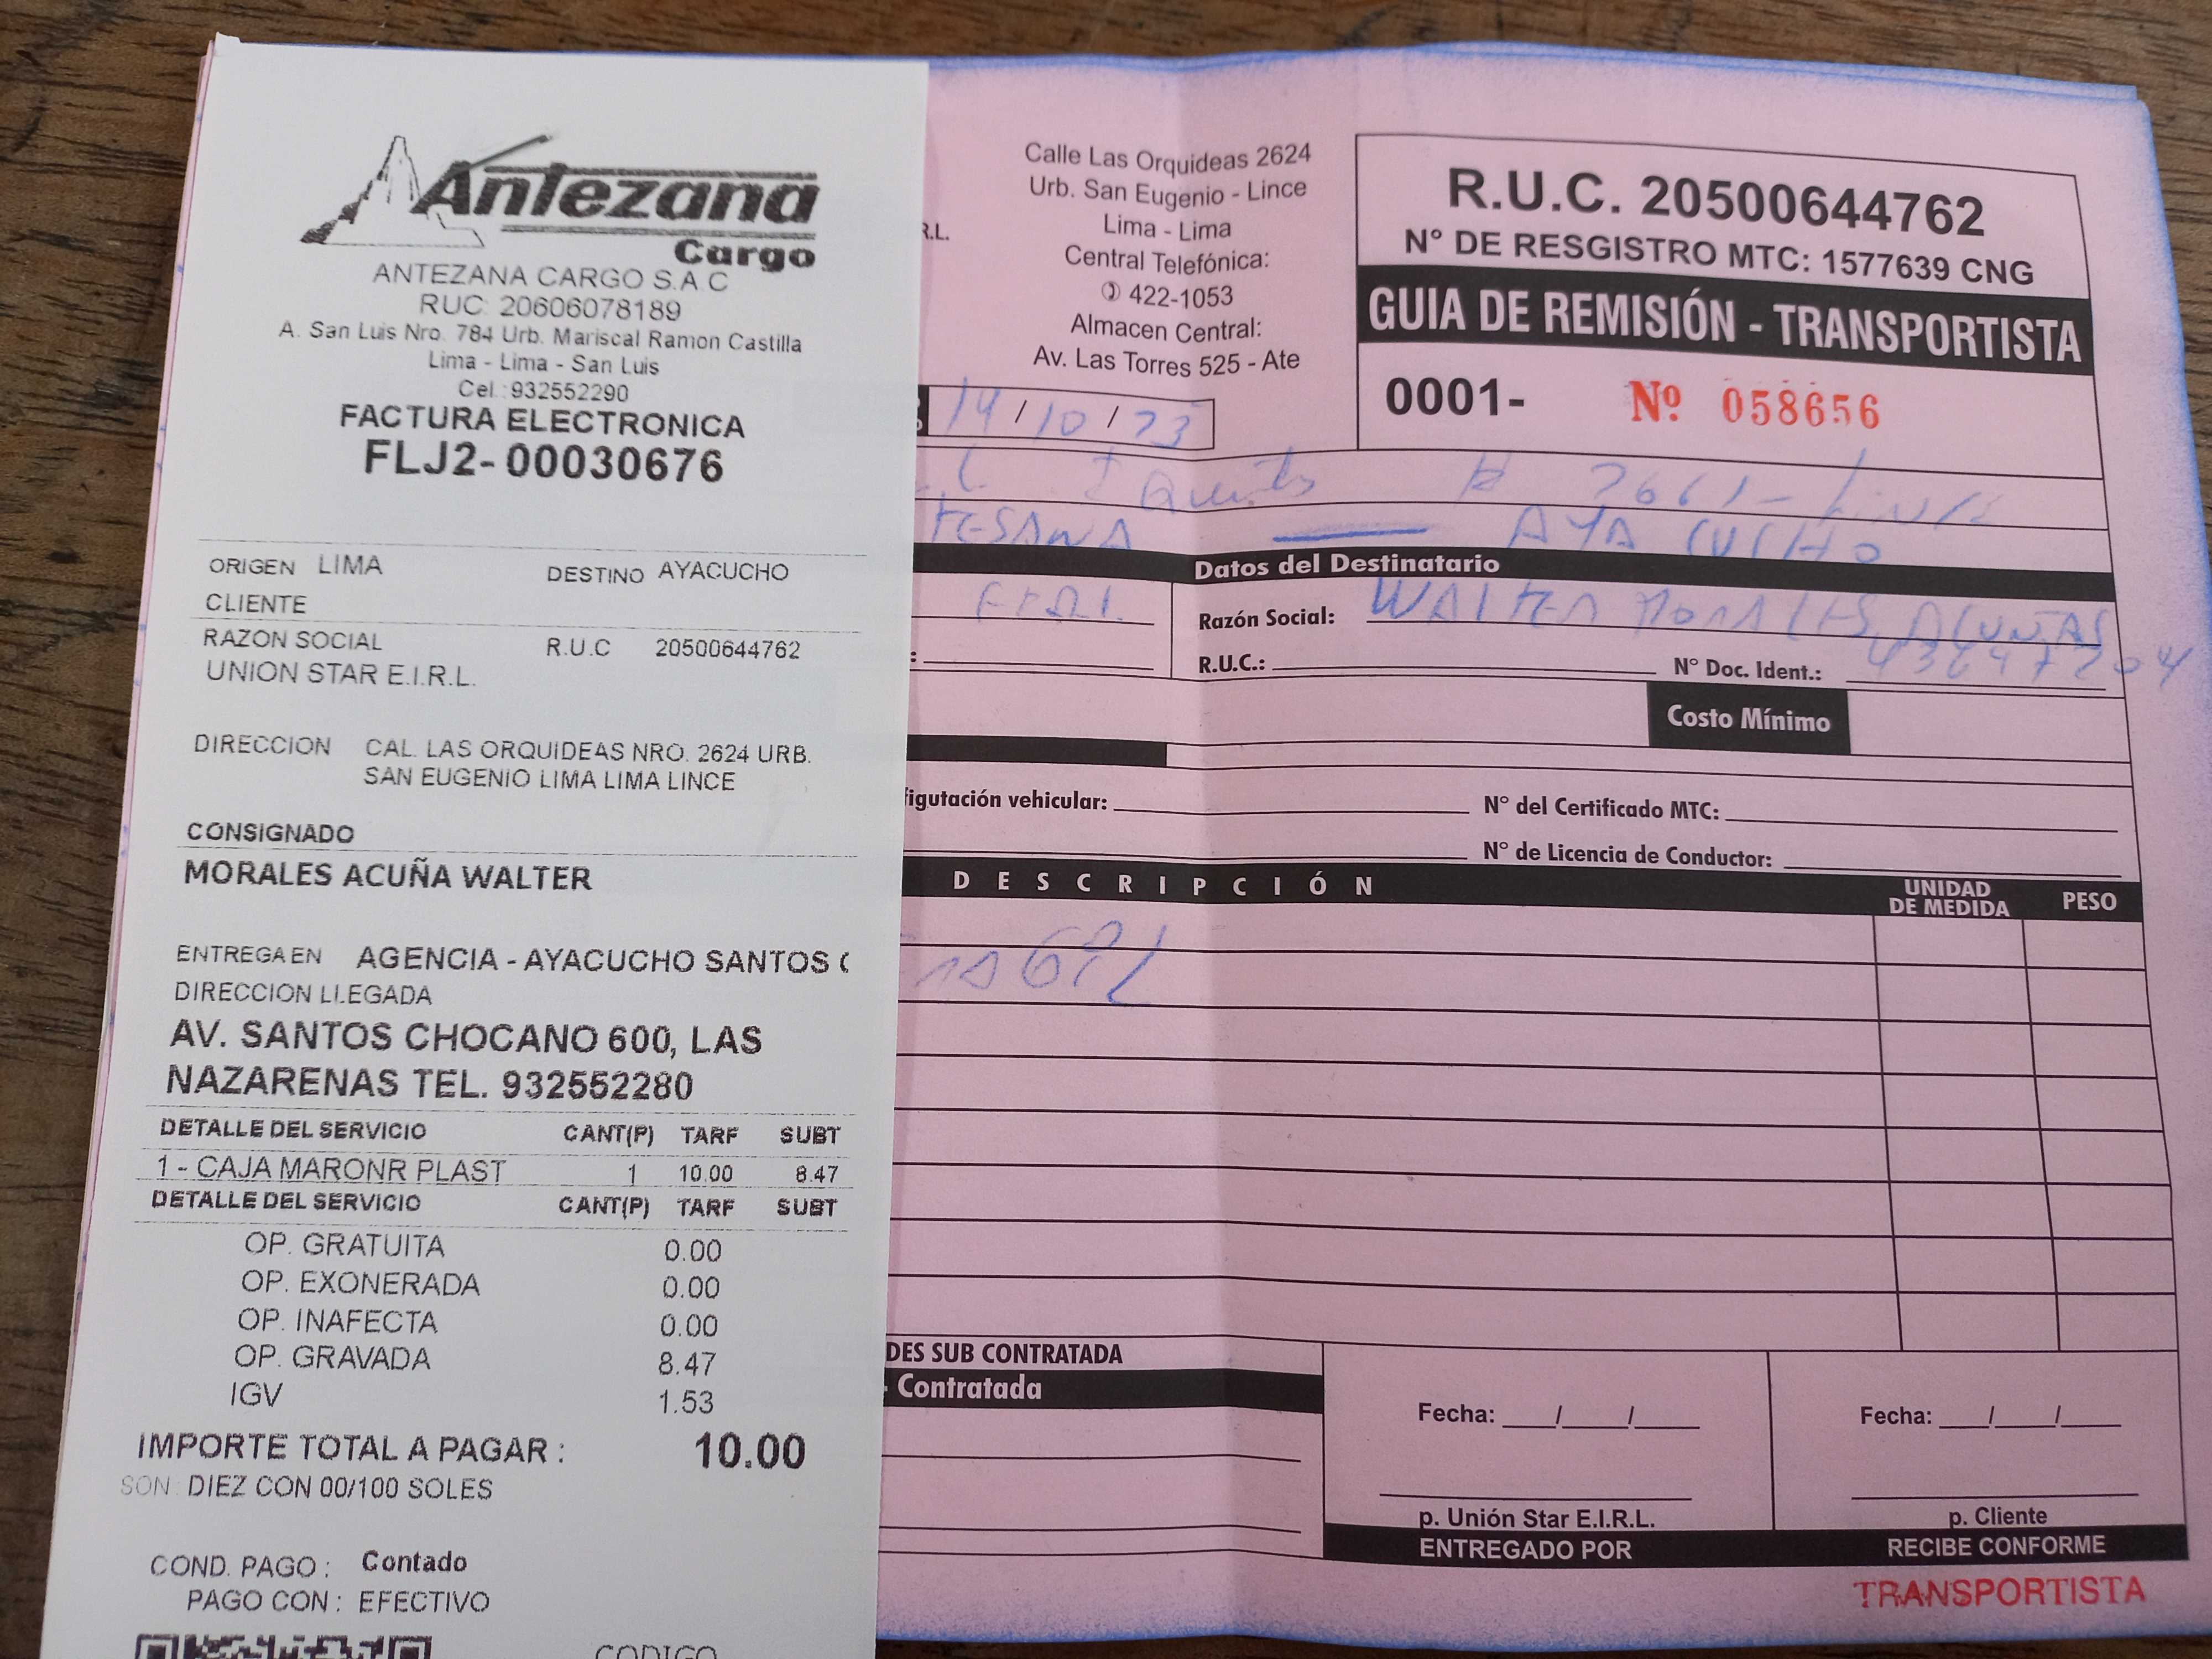 Antezana
Cargo
ANTEZANA CARGO S.A.C
RUC: 20606078189
A. San Luis Nro. 784 Urb. Mariscal Ramon Castilla
Lima - Lima - San Luis
Cel.:932552290
FACTURA ELECTRONICA
FLJ2-00030676
ORIGEN LIMA DESTINO AYACUCHO
CLIENTE
RAZON SOCIAL R.U.C 20500644762
UNION STAR E.I.R.L.
DIRECCION CAL. LAS ORQUIDEAS NRO. 2624 URB.
SAN EUGENIO LIMA LIMA LINCE
CONSIGNADO
MORALES ACUÑA WALTER
ENTREGA EN AGENCIA - AYACUCHO SANTOS C
DIRECCION LLEGADA
AV. SANTOS CHOCANO 600, LAS
NAZARENAS TEL. 932552280
DETALLE DEL SERVICIO CANT(P) TARF SUBT
1 - CAJA MARONR PLAST 1 10.00 8.47
DETALLE DEL SERVICIO CANT(P) TARF SUBT
OP. GRATUITA 0.00
OP. EXONERADA 0.00
OP. INAFECTA 0.00
OP. GRAVADA 8.47
IGV 1.53
IMPORTE TOTAL A PAGAR : 10.00
SON: DIEZ CON 00/100 SOLES
COND. PAGO : Contado
PAGO CON : EFECTIVO
CODIGO
R.L.
Calle Las Orquideas 2624
Urb. San Eugenio - Lince
Lima - Lima
Central Telefónica:
422-1053
Almacen Central:
Av. Las Torres 525 - Ate
R.U.C. 20500644762
N° DE RESGISTRO MTC: 1577639 CNG
GUIA DE REMISIÓN - TRANSPORTISTA
0001- Nº 058656
14 / 10 / 23
TESANA — AYACUCHO
Datos del Destinatario
EIRL.
Razón Social: WALTER MORALES
R.U.C.: N° Doc. Ident.:
Costo Mínimo
figutación vehicular: N° del Certificado MTC:
N° de Licencia de Conductor:
DESCRIPCIÓN UNIDAD DE MEDIDA PESO
DES SUB CONTRATADA
- Contratada
Fecha: / / Fecha: / /
p. Unión Star E.I.R.L. p. Cliente
ENTREGADO POR RECIBE CONFORME
TRANSPORTISTA